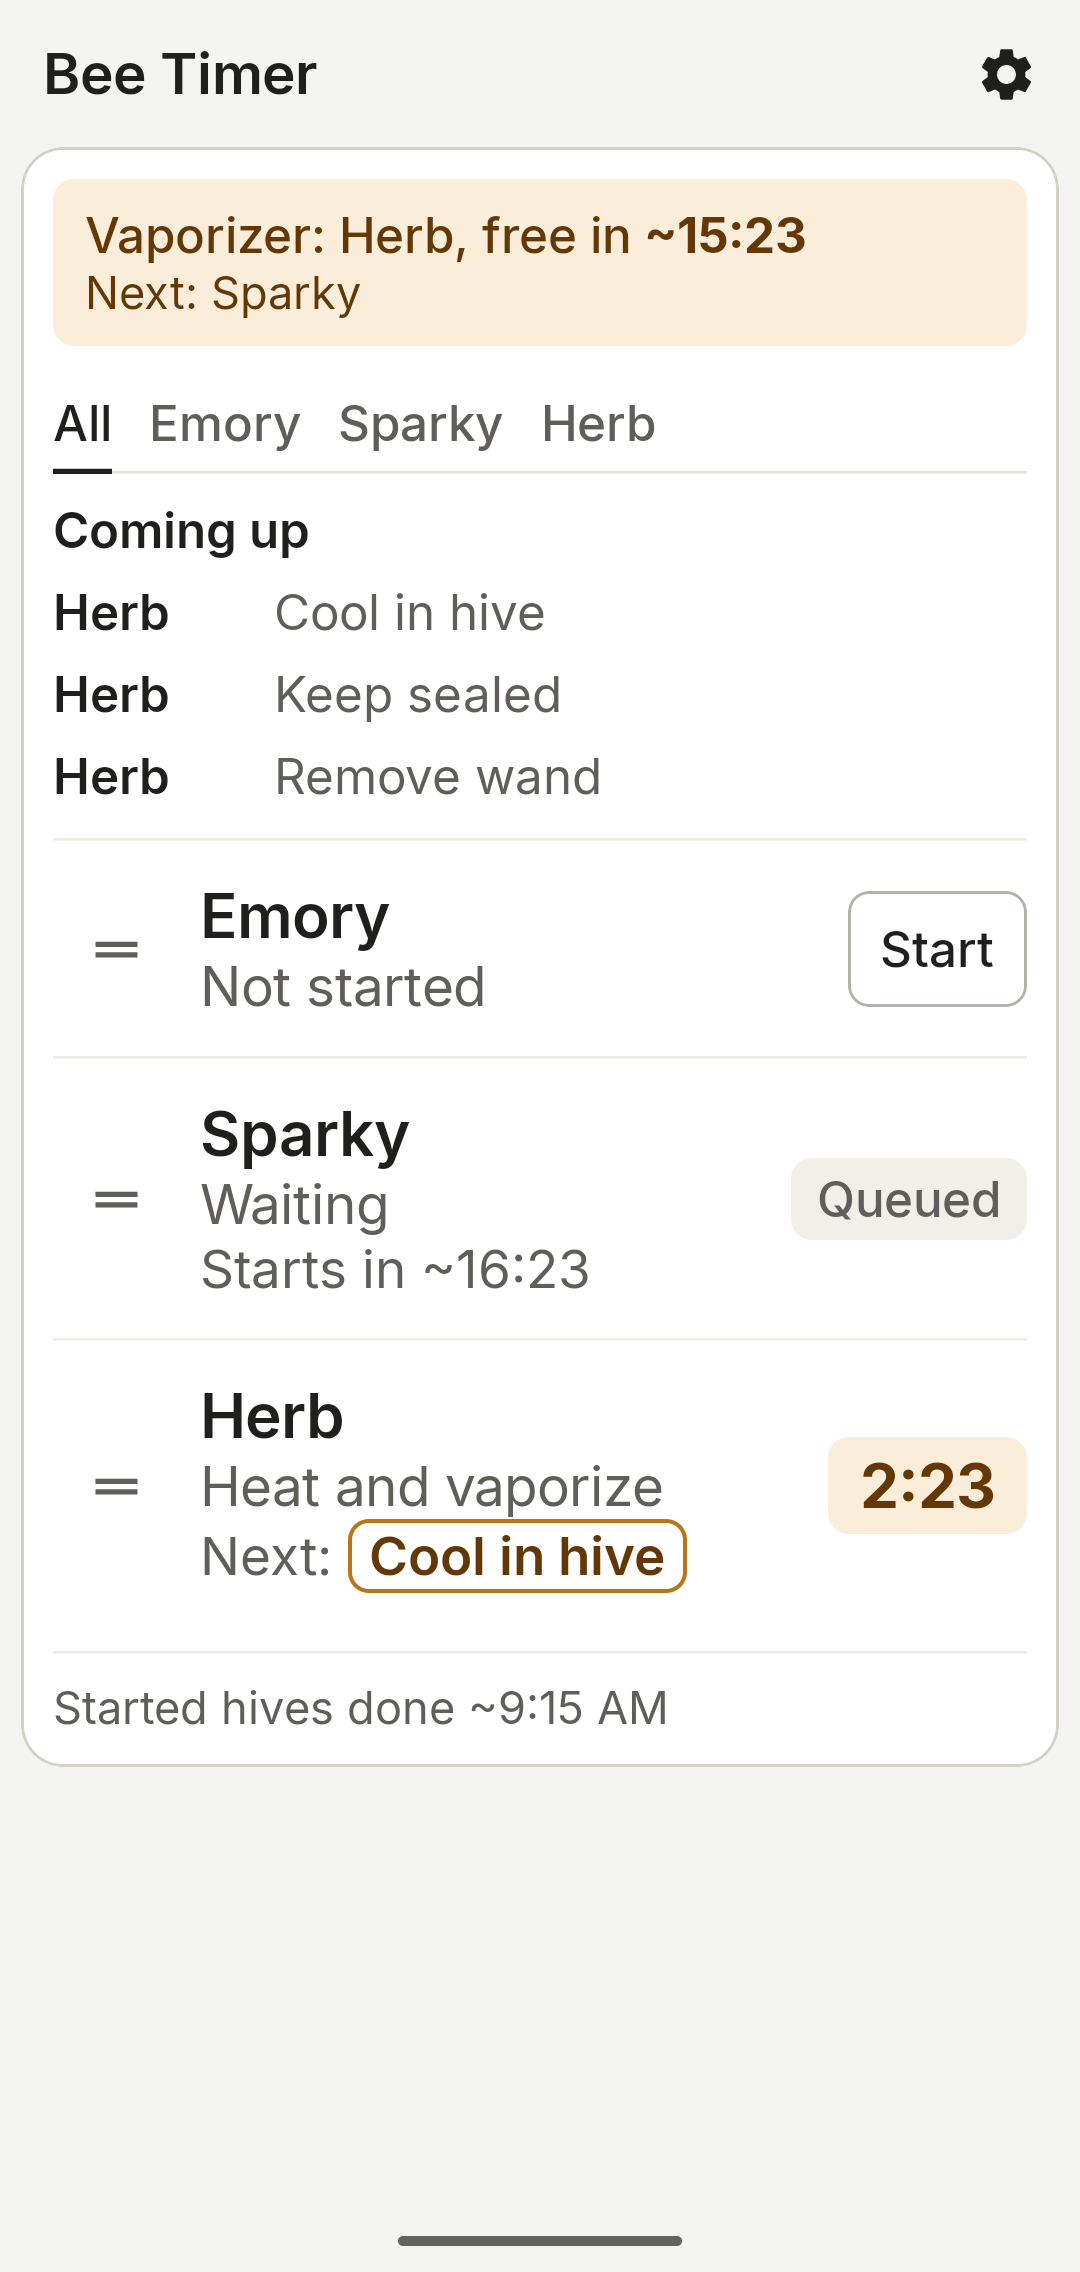 Bee Timer
Vaporizer: Herb, free in ~15:23
Next: Sparky
All Emory Sparky Herb
Coming up
Herb Cool in hive
Herb Keep sealed
Herb Remove wand
Emory
Not started
Start
Sparky
Waiting
Starts in ~16:23
Queued
Herb
Heat and vaporize
Next: Cool in hive
2:23
Started hives done ~9:15 AM